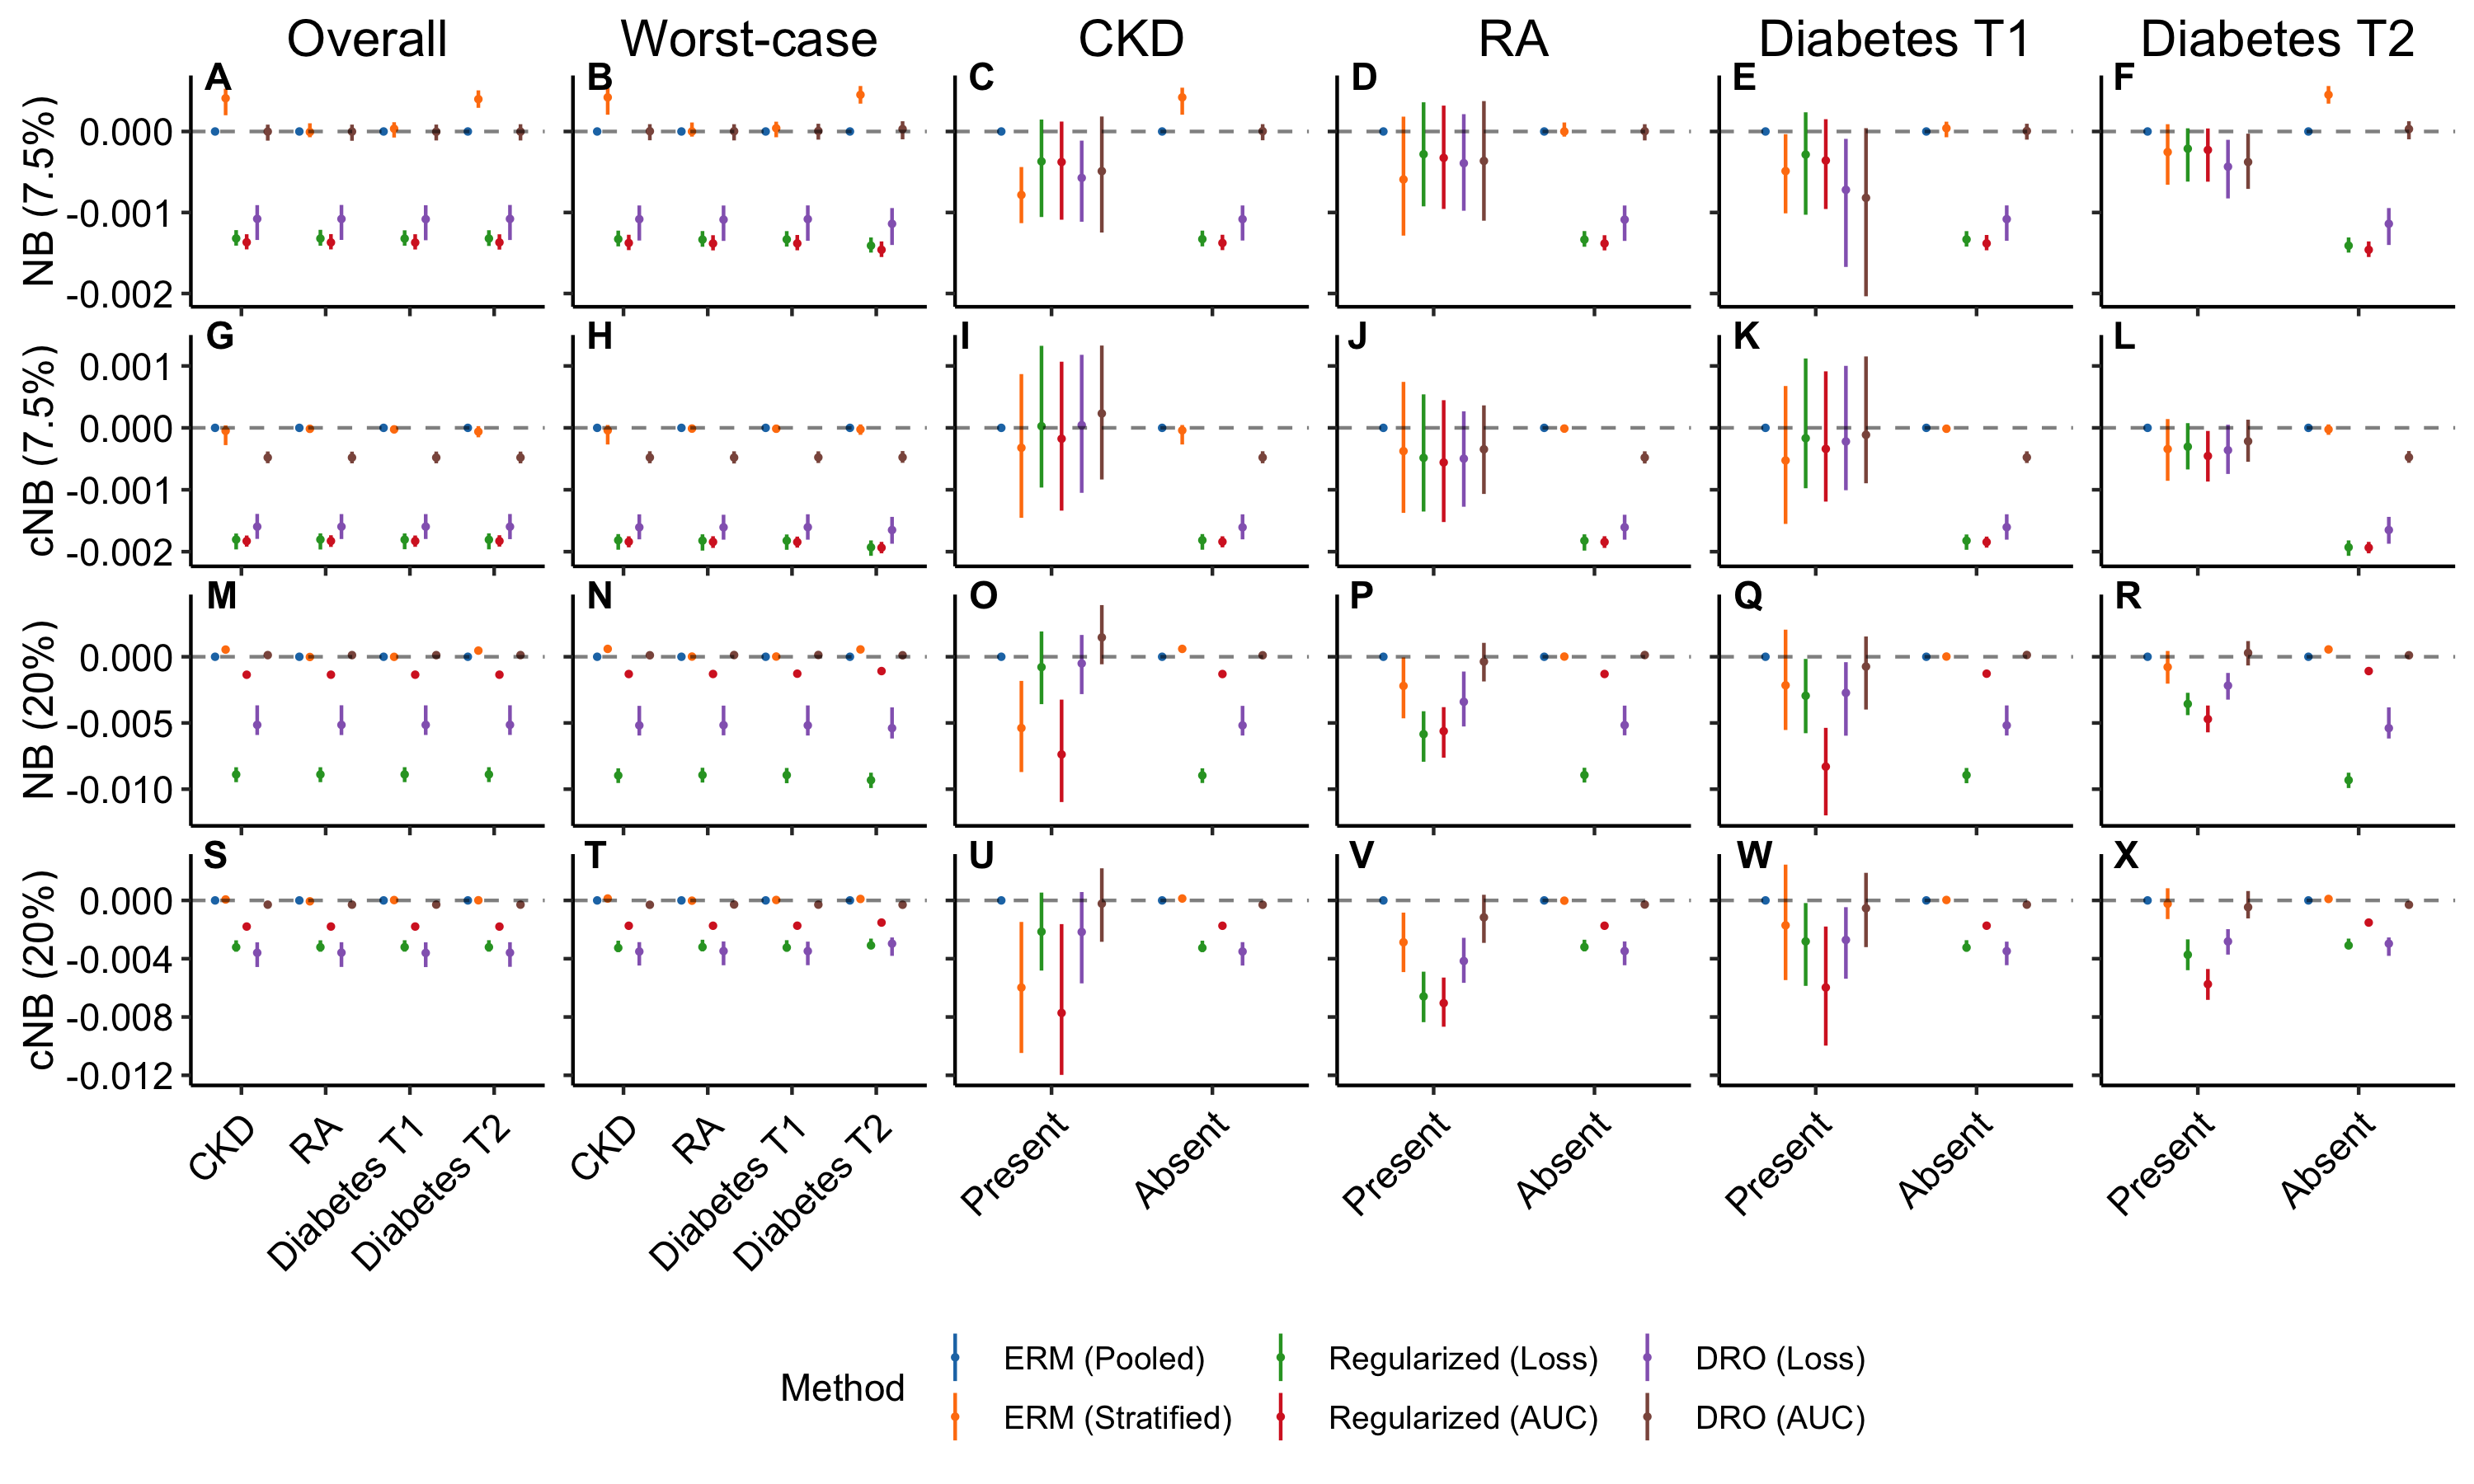 Overall Worst-case CKD RA Diabetes T1 Diabetes T2
A B C D E F
NB (7.5%)
0.000
-0.001
-0.002
G H I J K L
cNB (7.5%)
0.001
0.000
-0.001
-0.002
M N O P Q R
NB (20%)
0.000
-0.005
-0.010
S T U V W X
cNB (20%)
0.000
-0.004
-0.008
-0.012
CKD RA Diabetes T1 Diabetes T2 CKD RA Diabetes T1 Diabetes T2 Present Absent Present Absent Present Absent Present Absent
Method
ERM (Pooled) Regularized (Loss) DRO (Loss)
ERM (Stratified) Regularized (AUC) DRO (AUC)